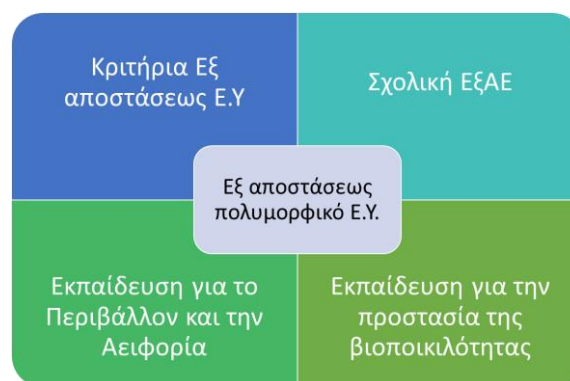 Κριτήρια Εξ
αποστάσεως Ε.Υ
Σχολική ΕξΑΕ
Εξ αποστάσεως
πολυμορφικό Ε.Υ.
Εκπαίδευση για το
Περιβάλλον και την
Αειφορία
Εκπαίδευση για την
προστασία της
βιοποικιλότητας